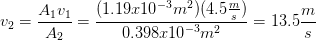 v_2 = \frac{A_1 v_1}{A_2} = \frac{(1.19x10^{-3}m^2)(4.5\frac{m}{s})}{0.398x10^{-3}m^2} = 13.5\frac{m}{s}